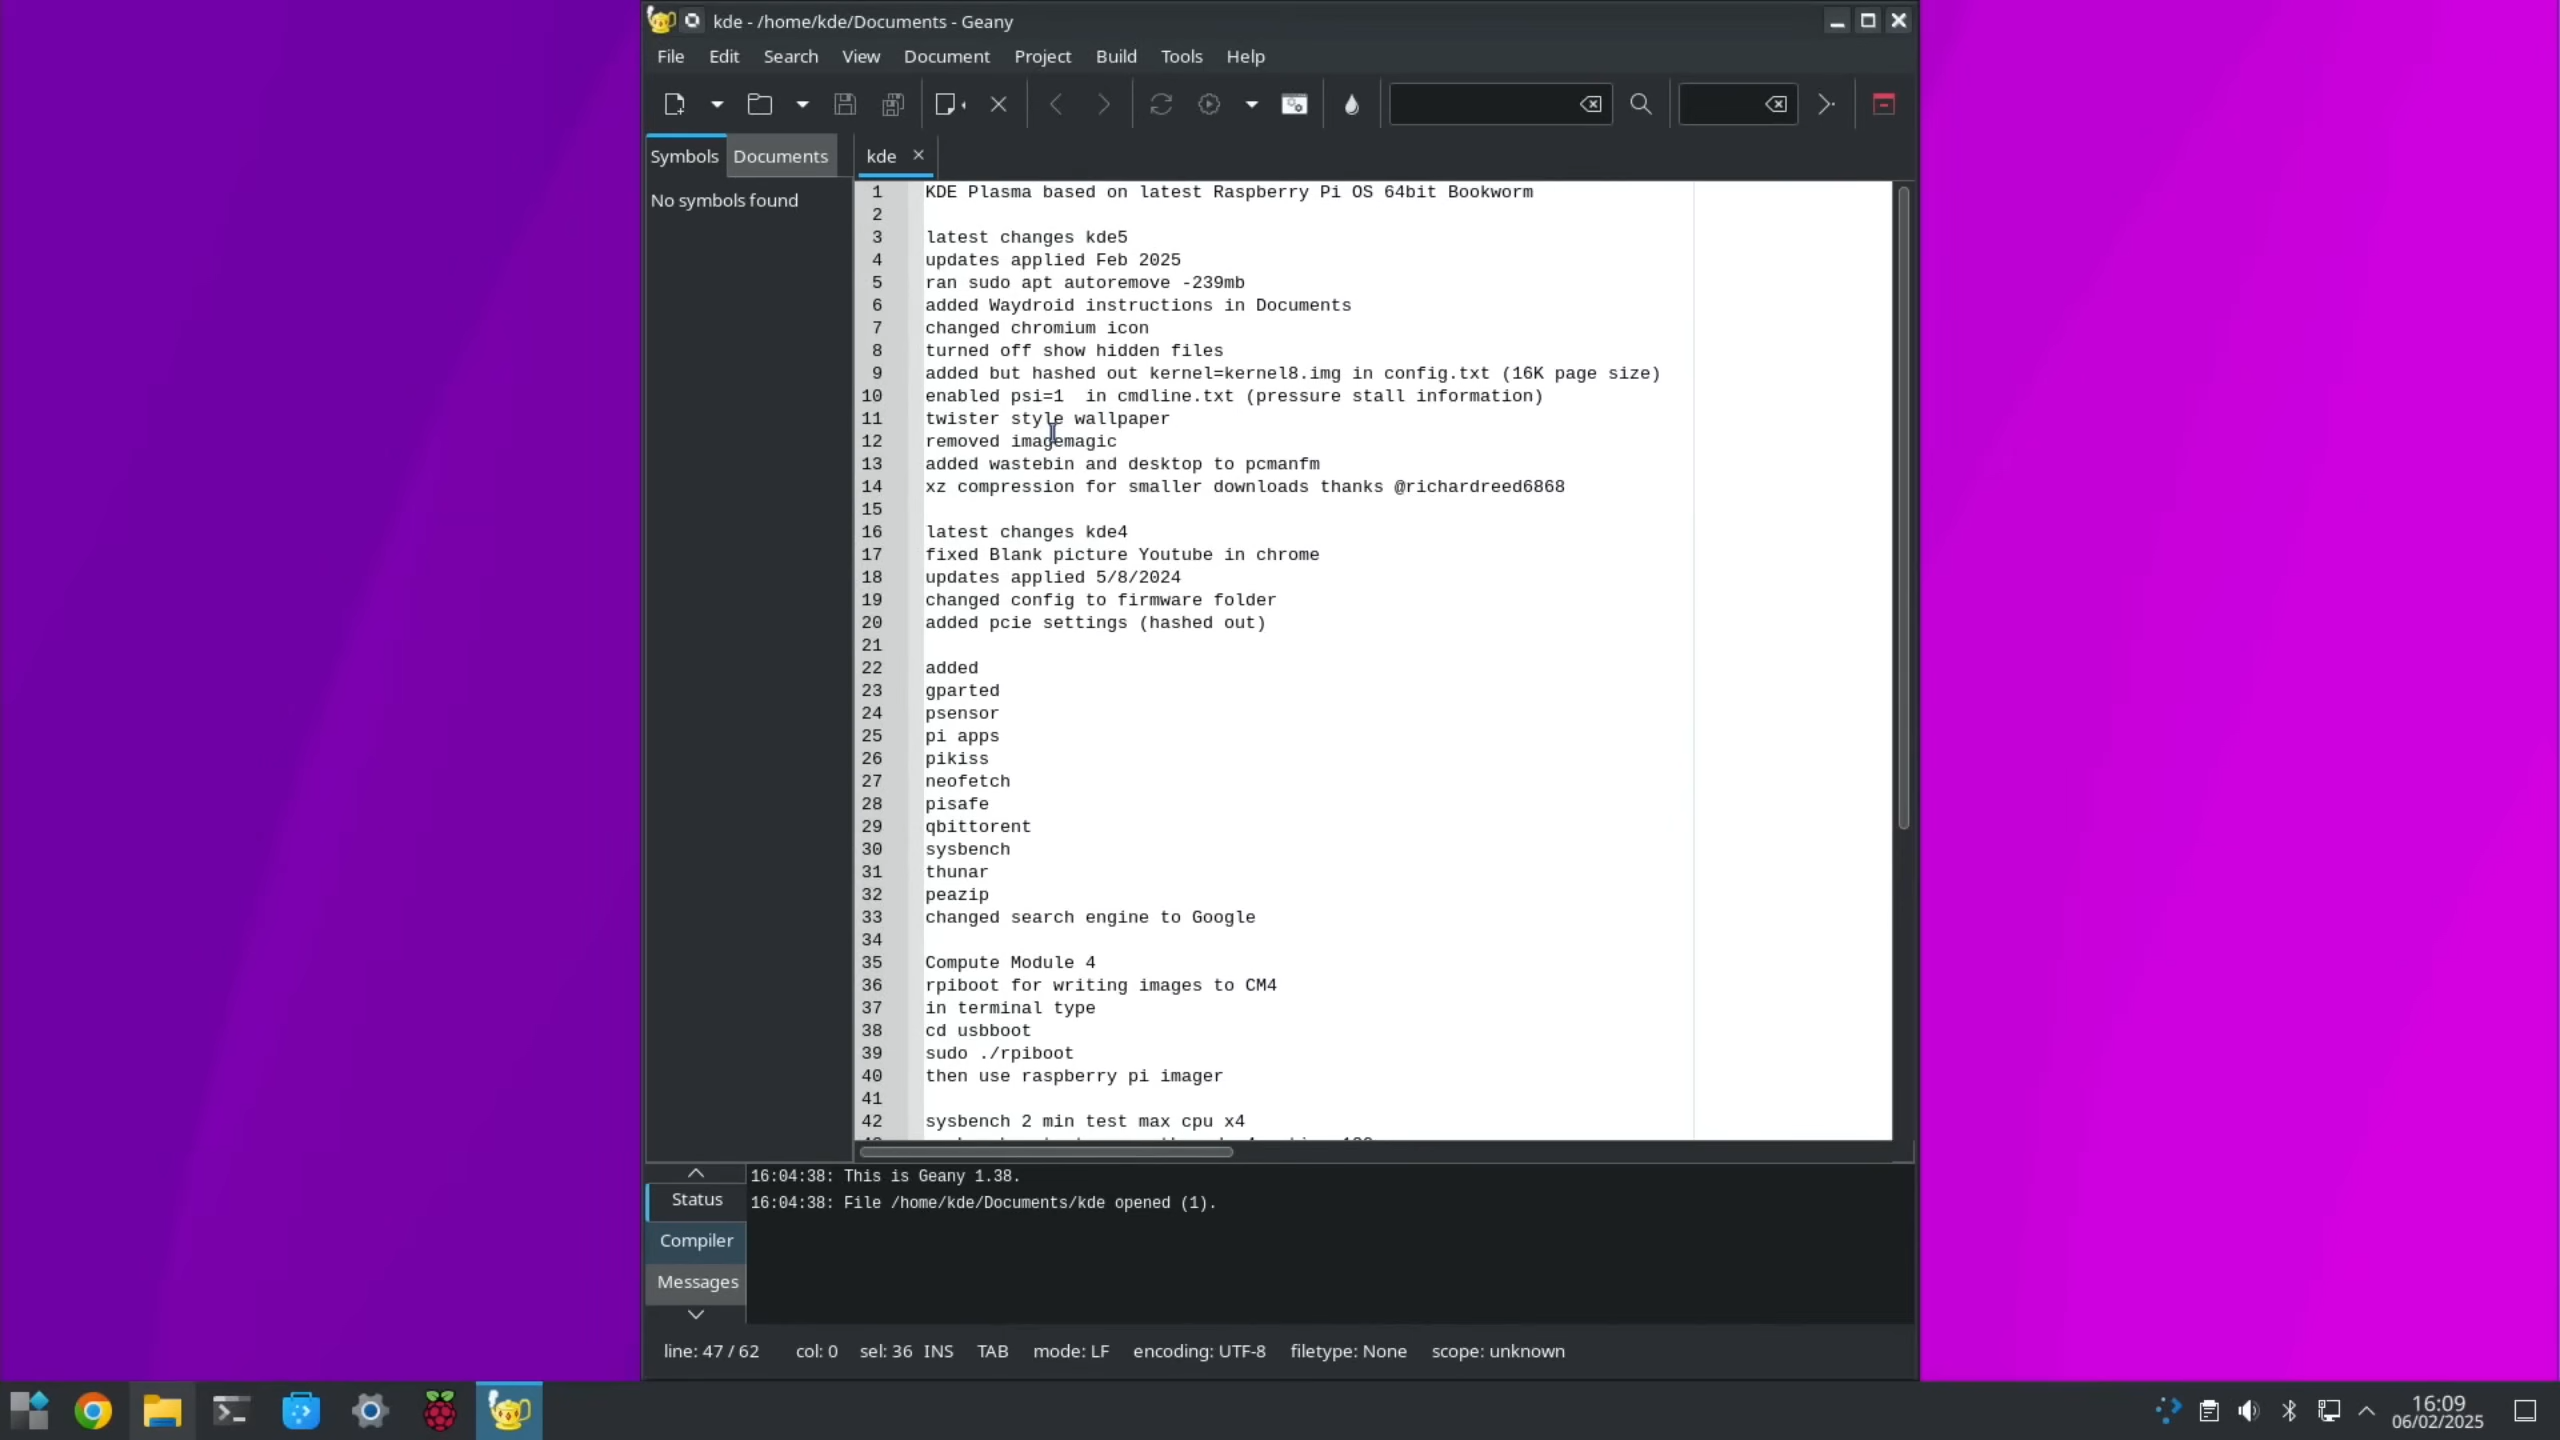 kde - /home/kde/Documents - Geany
File Edit Search View Document Project Build Tools Help
Symbols Documents kde
No symbols found
1 KDE Plasma based on latest Raspberry Pi OS 64bit Bookworm
2
3 latest changes kde5
4 updates applied Feb 2025
5 ran sudo apt autoremove -239mb
6 added Waydroid instructions in Documents
7 changed chromium icon
8 turned off show hidden files
9 added but hashed out kernel=kernel8.img in config.txt (16K page size)
10 enabled psi=1  in cmdline.txt (pressure stall information)
11 twister style wallpaper
12 removed imagemagic
13 added wastebin and desktop to pcmanfm
14 xz compression for smaller downloads thanks @richardreed6868
15
16 latest changes kde4
17 fixed Blank picture Youtube in chrome
18 updates applied 5/8/2024
19 changed config to firmware folder
20 added pcie settings (hashed out)
21
22 added
23 gparted
24 psensor
25 pi apps
26 pikiss
27 neofetch
28 pisafe
29 qbittorent
30 sysbench
31 thunar
32 peazip
33 changed search engine to Google
34
35 Compute Module 4
36 rpiboot for writing images to CM4
37 in terminal type
38 cd usbboot
39 sudo ./rpiboot
40 then use raspberry pi imager
41
42 sysbench 2 min test max cpu x4
16:04:38: This is Geany 1.38.
Status
16:04:38: File /home/kde/Documents/kde opened (1).
Compiler
Messages
line: 47 / 62 col: 0 sel: 36 INS TAB mode: LF encoding: UTF-8 filetype: None scope: unknown
16:09
06/02/2025